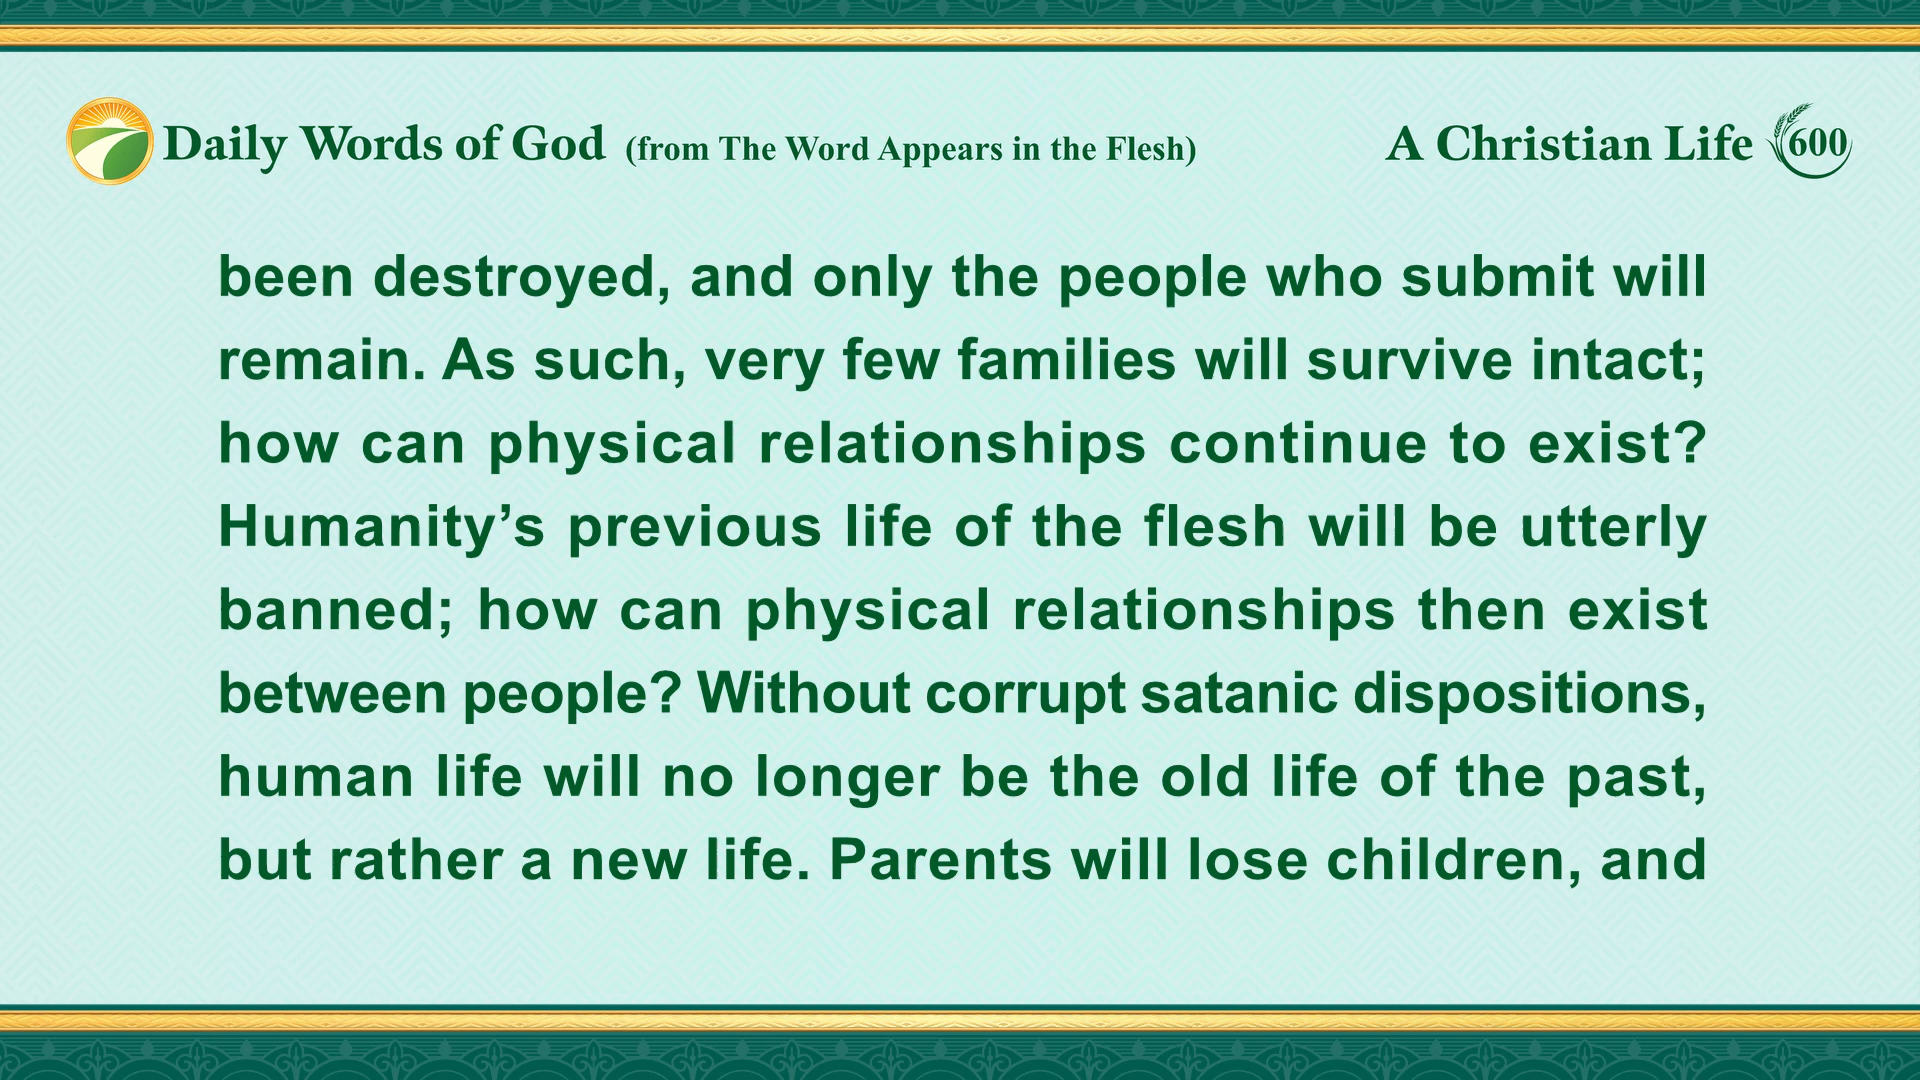 Daily Words of God (from The Word Appears in the Flesh) A Christian Life 600
been destroyed, and only the people who submit will
remain. As such, very few families will survive intact;
how can physical relationships continue to exist?
Humanity’s previous life of the flesh will be utterly
banned; how can physical relationships then exist
between people? Without corrupt satanic dispositions,
human life will no longer be the old life of the past,
but rather a new life. Parents will lose children, and